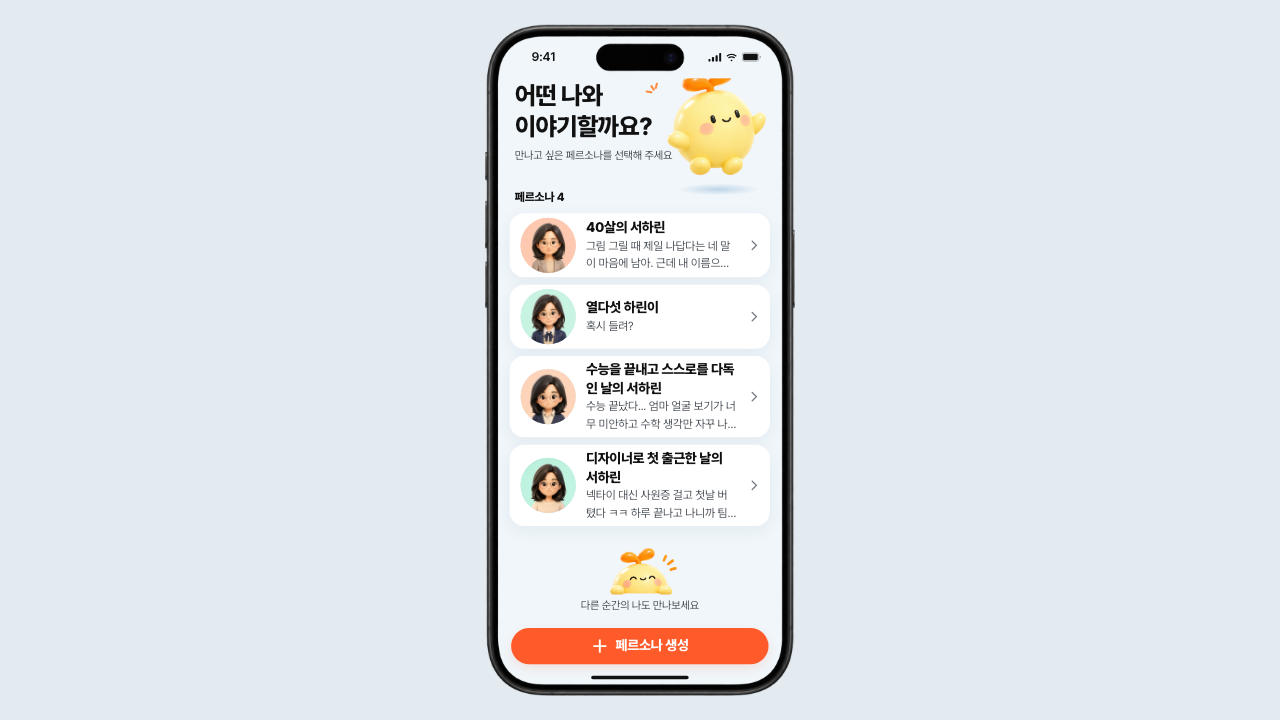 9:41
어떤 나와
이야기할까요?
만나고 싶은 페르소나를 선택해 주세요
페르소나 4
40살의 서하린
그림 그릴 때 제일 나답다는 네 말
이 마음에 남아. 근데 내 이름으...
열다섯 하린이
혹시 들려?
수능을 끝내고 스스로를 다독
인 날의 서하린
수능 끝났다... 엄마 얼굴 보기가 너
무 미안하고 수학 생각만 자꾸 나...
디자이너로 첫 출근한 날의
서하린
넥타이 대신 사원증 걸고 첫날 버
텼다 ㅋㅋ 하루 끝나고 나니까 팀...
다른 순간의 나도 만나보세요
+ 페르소나 생성